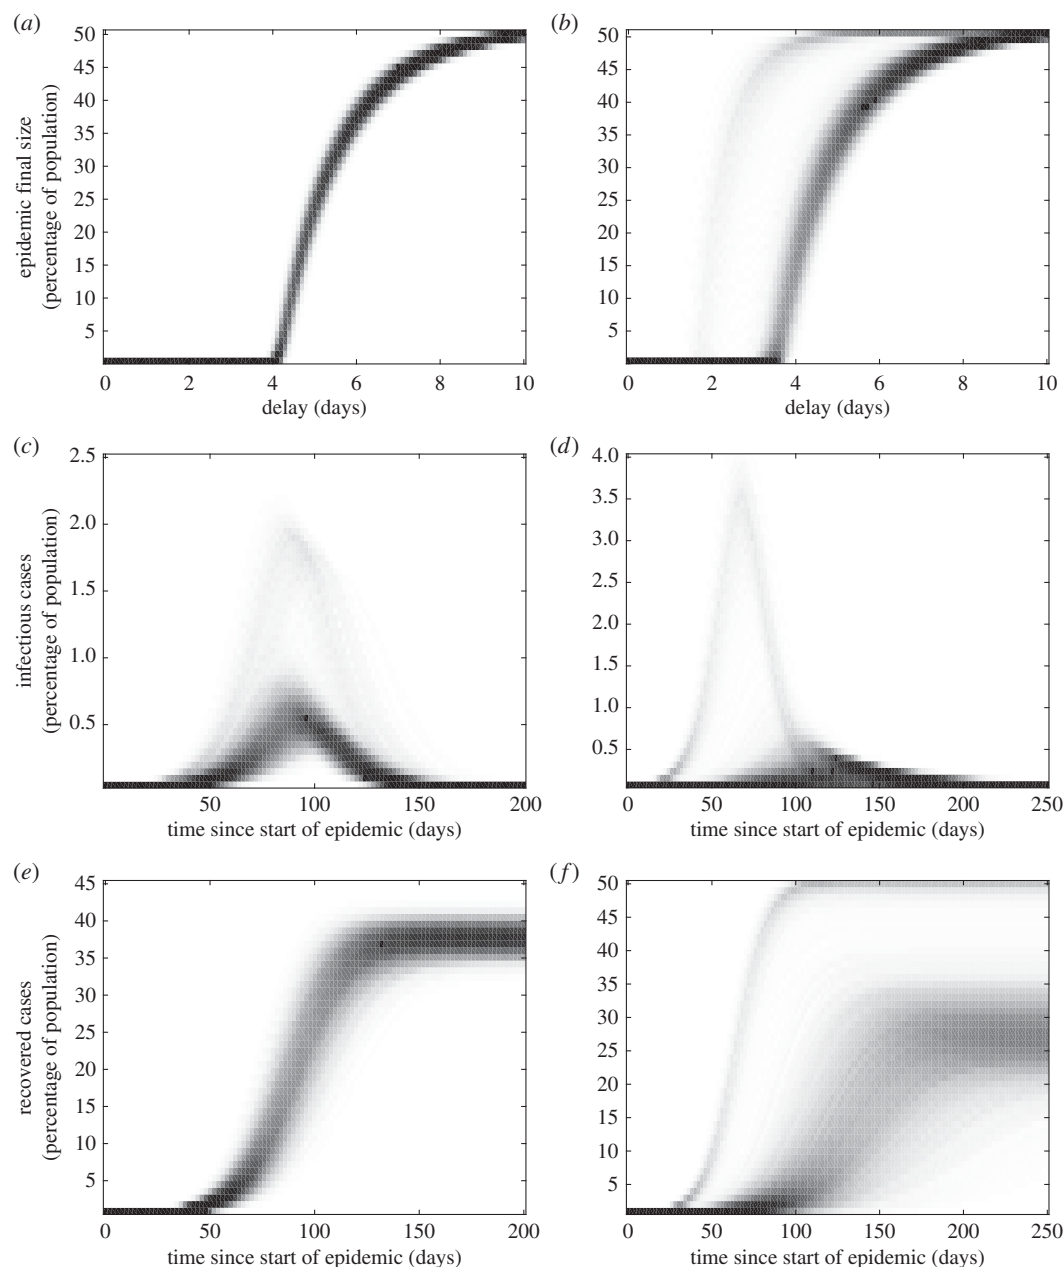 (a)
(b)
50
45
40
35
30
25
20
15
10
5
epidemic final size
(percentage of population)
0 2 4 6 8 10
delay (days)
50
45
40
35
30
25
20
15
10
5
0 2 4 6 8 10
delay (days)
(c)
(d)
2.5
2.0
1.5
1.0
0.5
infectious cases
(percentage of population)
50 100 150 200
time since start of epidemic (days)
4.0
3.5
3.0
2.5
2.0
1.5
1.0
0.5
0 50 100 150 200 250
time since start of epidemic (days)
(e)
(f)
45
40
35
30
25
20
15
10
5
recovered cases
(percentage of population)
0 50 100 150 200
time since start of epidemic (days)
50
45
40
35
30
25
20
15
10
5
0 50 100 150 200 250
time since start of epidemic (days)